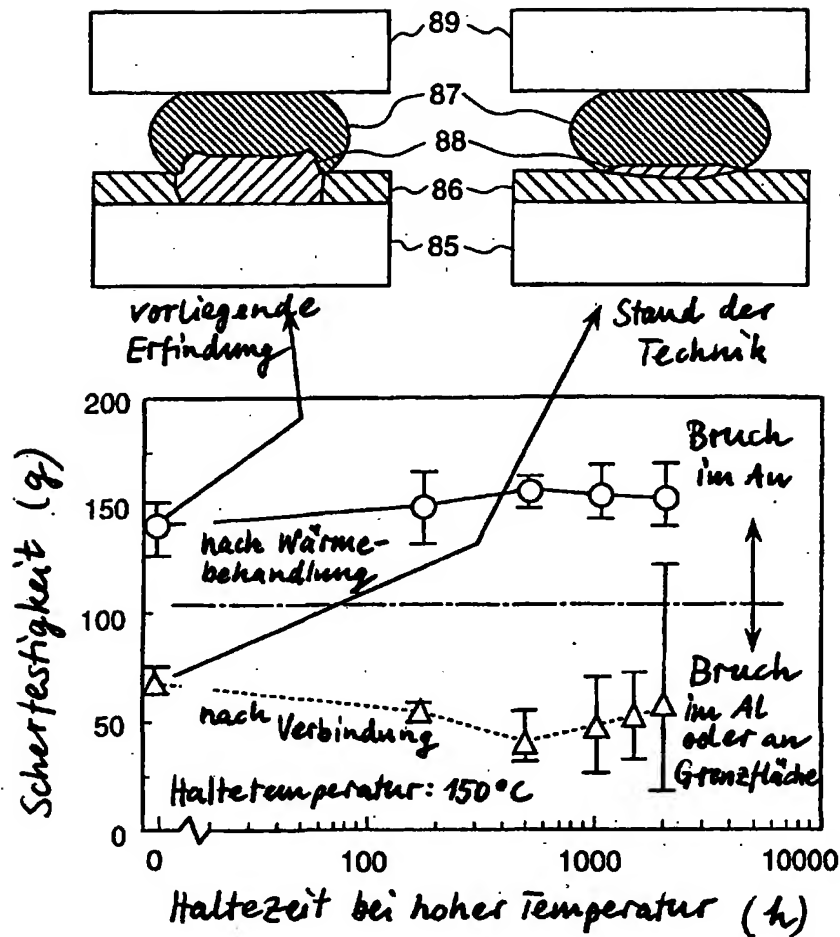 89
87
88
86
85
vorliegende
Erfindung
Stand der
Technik
200
150
100
50
0
Scherfestigkeit (g)
Bruch
im Au
nach Wärme-
behandlung
nach Verbindung
Bruch
im Al
oder an
Grenzfläche
Haltetemperatur: 150°C
0
100
1000
10000
Haltezeit bei hoher Temperatur (h)